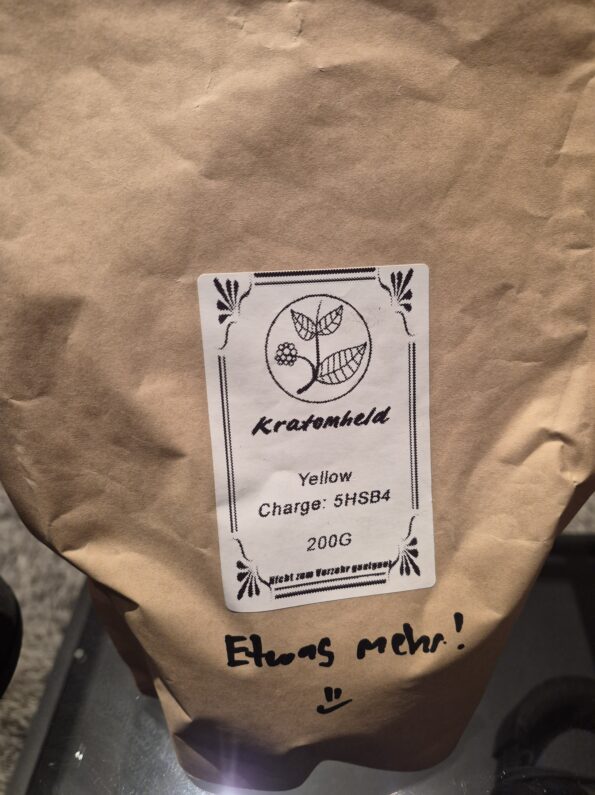 Kratomheld
Yellow
Charge: 5HSB4
200G
Nicht zum Verzehr geeignet
Etwas mehr!